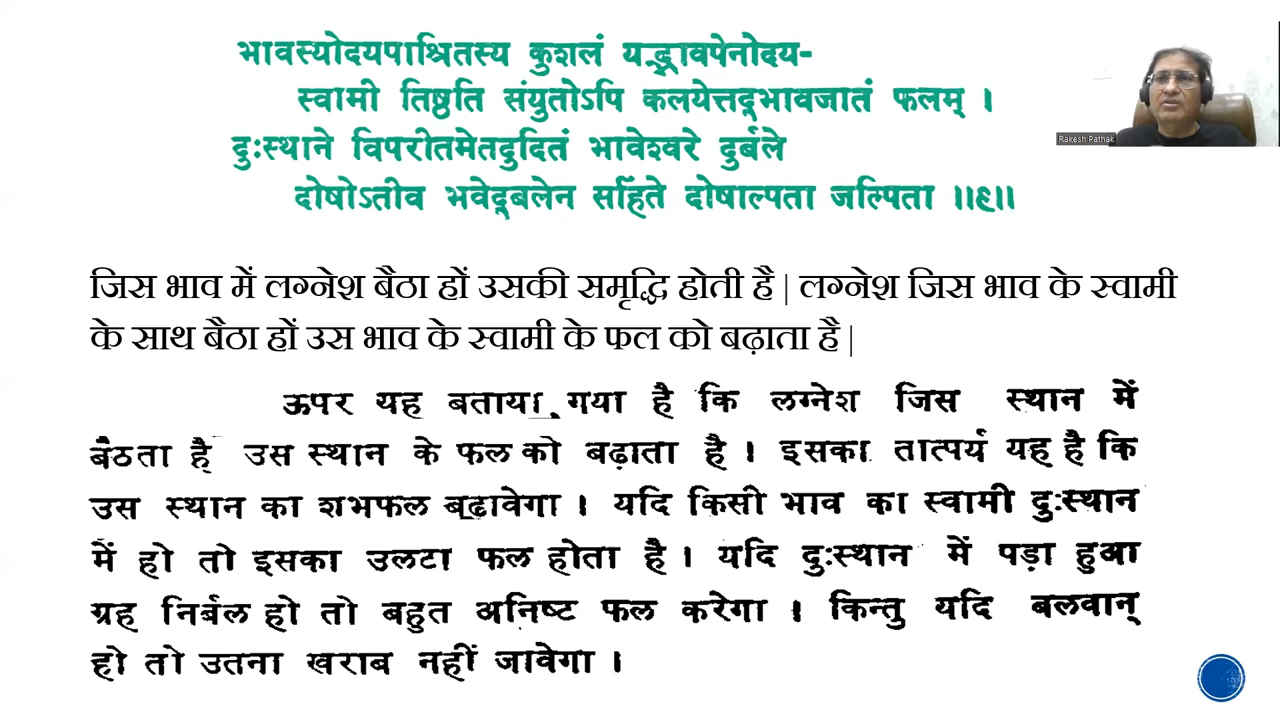 भावस्योदयपाश्रितस्य कुशलं यद्भावपेनोदय-
स्वामी तिष्ठति संयुतोऽपि कलयेत्तद्भावजातं फलम् ।
दुःस्थाने विपरीतमेतदुदितं भावेश्वरे दुर्बले
दोषोऽतीव भवेद्बलेन सहिते दोषाल्पता जल्पिता ॥९॥
Rakesh Pathak
जिस भाव में लग्नेश बैठा हों उसकी समृद्धि होती है | लग्नेश जिस भाव के स्वामी
के साथ बैठा हों उस भाव के स्वामी के फल को बढ़ाता है |
ऊपर यह बताया गया है कि लग्नेश जिस स्थान में
बैठता है उस स्थान के फल को बढ़ाता है । इसका तात्पर्य यह है कि
उस स्थान का शभफल बढावेगा । यदि किसी भाव का स्वामी दुःस्थान
में हो तो इसका उलटा फल होता है । यदि दुःस्थान में पड़ा हुआ
ग्रह निर्बल हो तो बहुत अनिष्ट फल करेगा । किन्तु यदि बलवान्
हो तो उतना खराब नहीं जावेगा ।